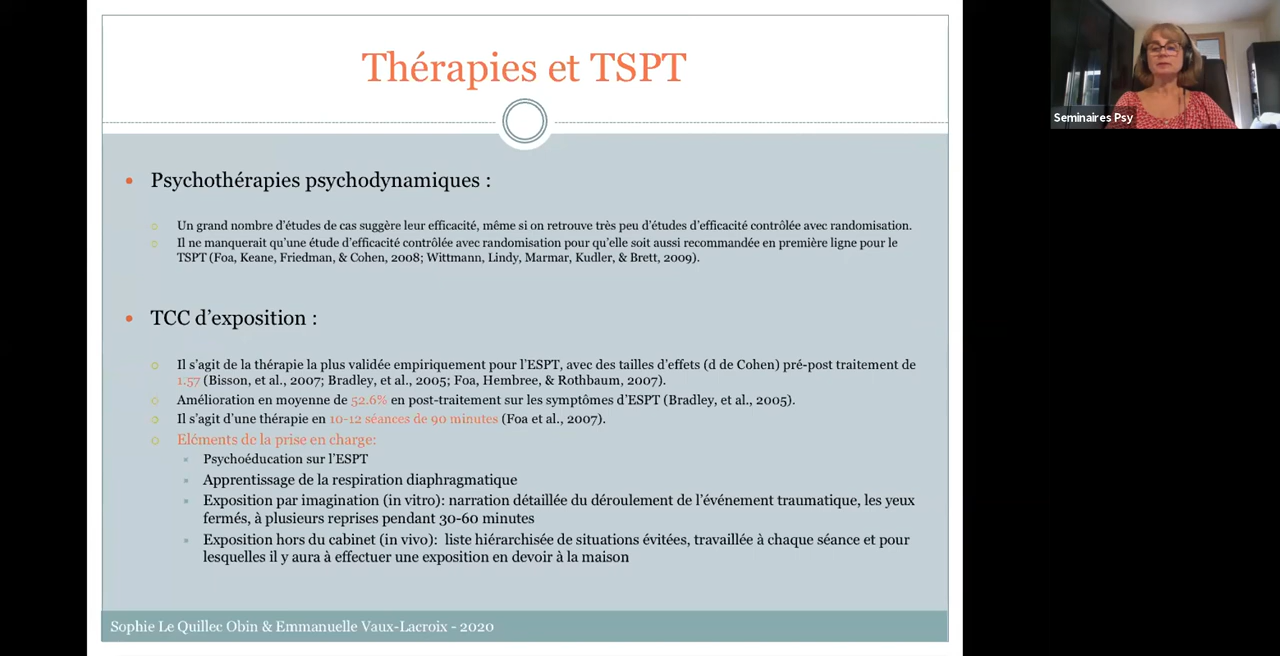 Thérapies et TSPT
Psychothérapies psychodynamiques :
Un grand nombre d'études de cas suggère leur efficacité, même si on retrouve très peu d'études d'efficacité contrôlée avec randomisation.
Il ne manquerait qu'une étude d'efficacité contrôlée avec randomisation pour qu'elle soit aussi recommandée en première ligne pour le
TSPT (Foa, Keane, Friedman, & Cohen, 2008; Wittmann, Lindy, Marmar, Kudler, & Brett, 2009).
TCC d'exposition :
Il s'agit de la thérapie la plus validée empiriquement pour l'ESPT, avec des tailles d'effets (d de Cohen) pré-post traitement de
1.57 (Bisson, et al., 2007; Bradley, et al., 2005; Foa, Hembree, & Rothbaum, 2007).
Amélioration en moyenne de 52.6% en post-traitement sur les symptômes d'ESPT (Bradley, et al., 2005).
Il s'agit d'une thérapie en 10-12 séances de 90 minutes (Foa et al., 2007).
Eléments de la prise en charge:
Psychoéducation sur l'ESPT
Apprentissage de la respiration diaphragmatique
Exposition par imagination (in vitro): narration détaillée du déroulement de l'événement traumatique, les yeux
fermés, à plusieurs reprises pendant 30-60 minutes
Exposition hors du cabinet (in vivo): liste hiérarchisée de situations évitées, travaillée à chaque séance et pour
lesquelles il y aura à effectuer une exposition en devoir à la maison
Sophie Le Quillec Obin & Emmanuelle Vaux-Lacroix - 2020
Seminaires Psy